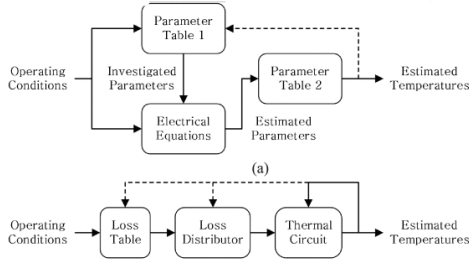 Parameter
Table 1
Operating
Conditions
Investigated
Parameters
Parameter
Table 2
Estimated
Temperatures
Electrical
Equations
Estimated
Parameters
(a)
Operating
Conditions
Loss
Table
Loss
Distributor
Thermal
Circuit
Estimated
Temperatures